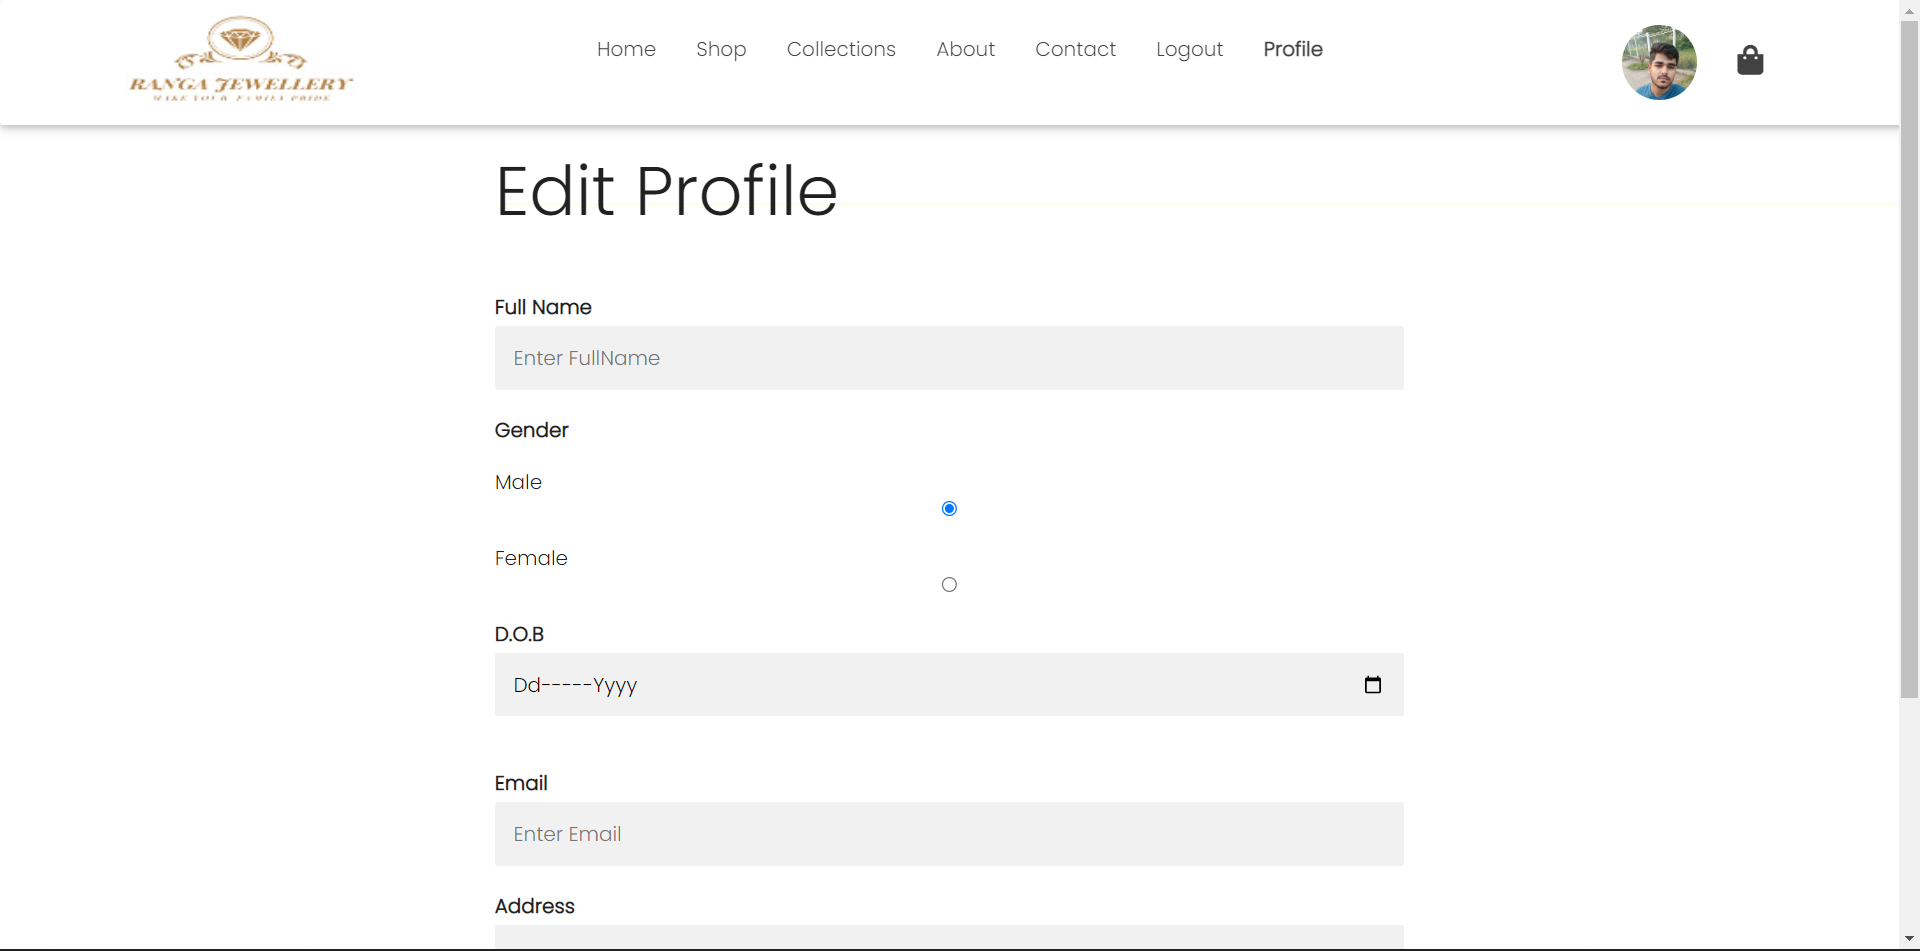 RANGA JEWELLERY
MAKE YOUR FAMILY PRIDE
Home Shop Collections About Contact Logout Profile
Edit Profile
Full Name
Enter FullName
Gender
Male
Female
D.O.B
Dd-----Yyyy
Email
Enter Email
Address